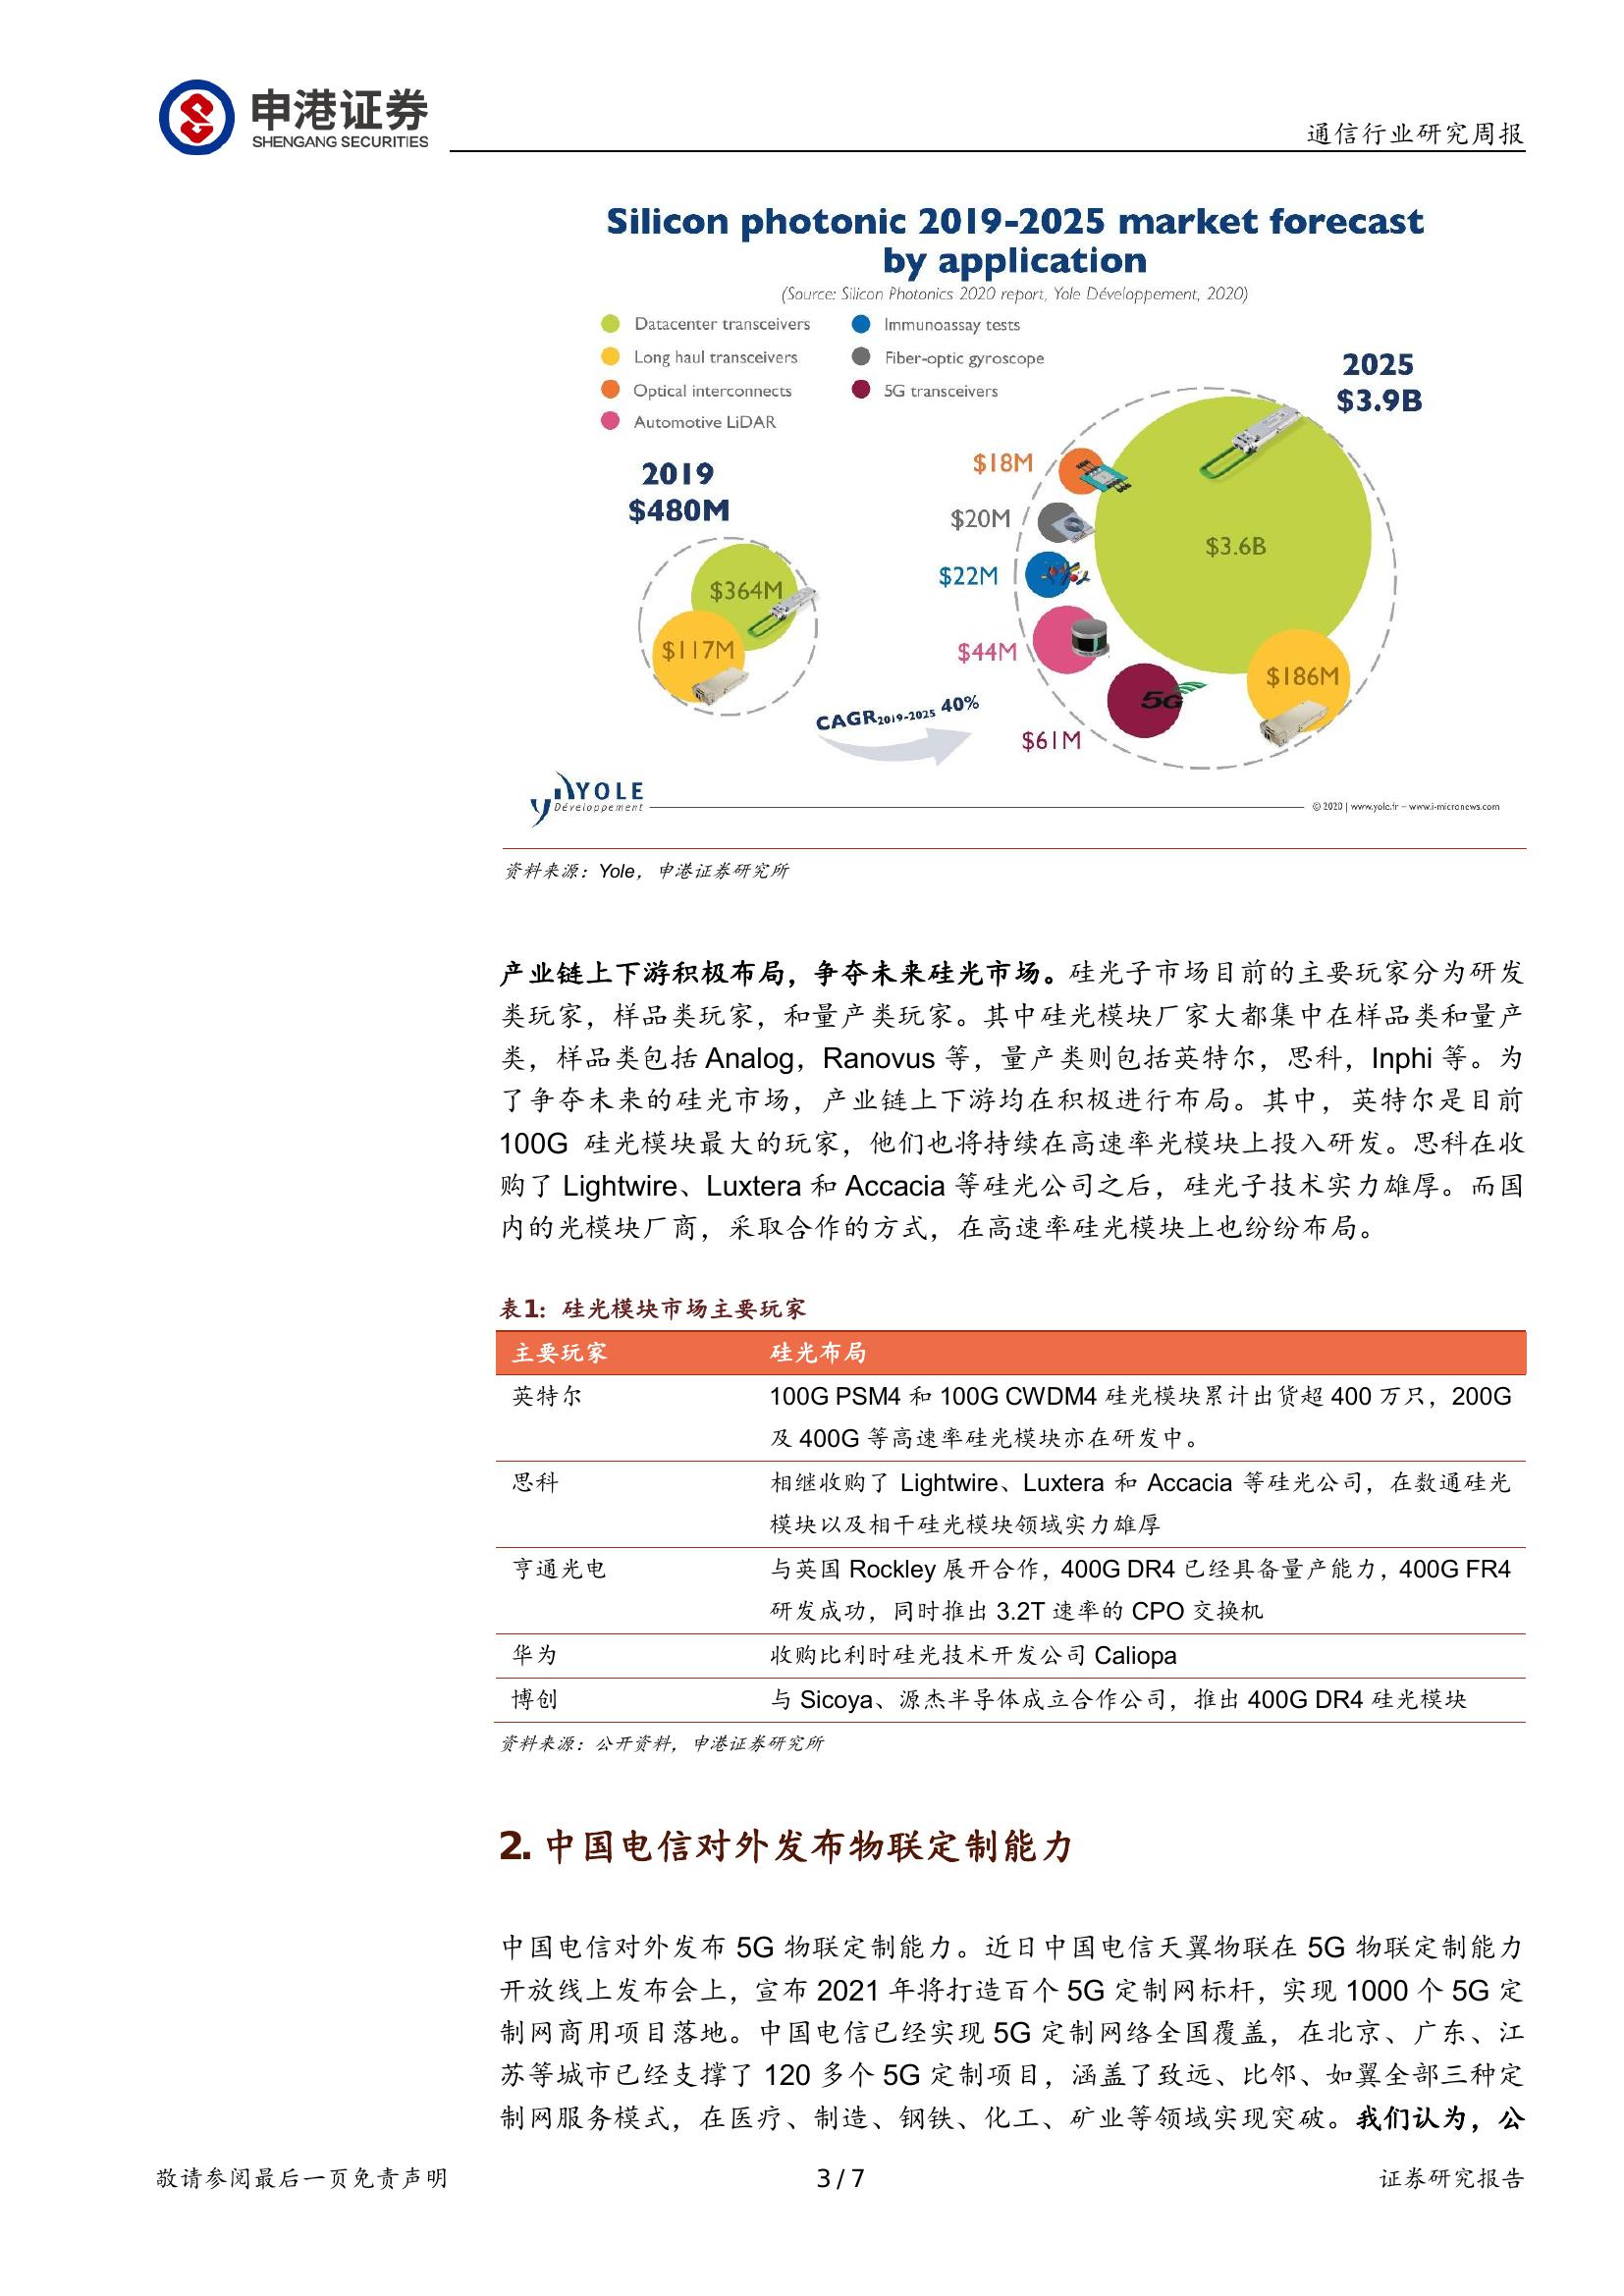 申港证券
SHENGANG SECURITIES
通信行业研究周报
Silicon photonic 2019-2025 market forecast
by application
(Source: Silicon Photonics 2020 report, Yole Développement, 2020)
Datacenter transceivers
Long haul transceivers
Optical interconnects
Automotive LiDAR
Immunoassay tests
Fiber-optic gyroscope
5G transceivers
2019
$480M
$364M
$117M
CAGR2019-2025 40%
2025
$3.9B
$18M
$20M
$22M
$44M
$61M
$3.6B
$186M
5G
YOLE
Développement
© 2020 | www.yole.fr – www.i-micronews.com
资料来源：Yole，申港证券研究所
产业链上下游积极布局，争夺未来硅光市场。硅光子市场目前的主要玩家分为研发
类玩家，样品类玩家，和量产类玩家。其中硅光模块厂家大都集中在样品类和量产
类，样品类包括 Analog，Ranovus 等，量产类则包括英特尔，思科，Inphi 等。为
了争夺未来的硅光市场，产业链上下游均在积极进行布局。其中，英特尔是目前
100G 硅光模块最大的玩家，他们也将持续在高速率光模块上投入研发。思科在收
购了 Lightwire、Luxtera 和 Accacia 等硅光公司之后，硅光子技术实力雄厚。而国
内的光模块厂商，采取合作的方式，在高速率硅光模块上也纷纷布局。
表1：硅光模块市场主要玩家
主要玩家 硅光布局
英特尔 100G PSM4 和 100G CWDM4 硅光模块累计出货超 400 万只，200G
及 400G 等高速率硅光模块亦在研发中。
思科 相继收购了 Lightwire、Luxtera 和 Accacia 等硅光公司，在数通硅光
模块以及相干硅光模块领域实力雄厚
亨通光电 与英国 Rockley 展开合作，400G DR4 已经具备量产能力，400G FR4
研发成功，同时推出 3.2T 速率的 CPO 交换机
华为 收购比利时硅光技术开发公司 Caliopa
博创 与 Sicoya、源杰半导体成立合作公司，推出 400G DR4 硅光模块
资料来源：公开资料，申港证券研究所
2. 中国电信对外发布物联定制能力
中国电信对外发布 5G 物联定制能力。近日中国电信天翼物联在 5G 物联定制能力
开放线上发布会上，宣布 2021 年将打造百个 5G 定制网标杆，实现 1000 个 5G 定
制网商用项目落地。中国电信已经实现 5G 定制网络全国覆盖，在北京、广东、江
苏等城市已经支撑了 120 多个 5G 定制项目，涵盖了致远、比邻、如翼全部三种定
制网服务模式，在医疗、制造、钢铁、化工、矿业等领域实现突破。我们认为，公
敬请参阅最后一页免责声明 3 / 7 证券研究报告